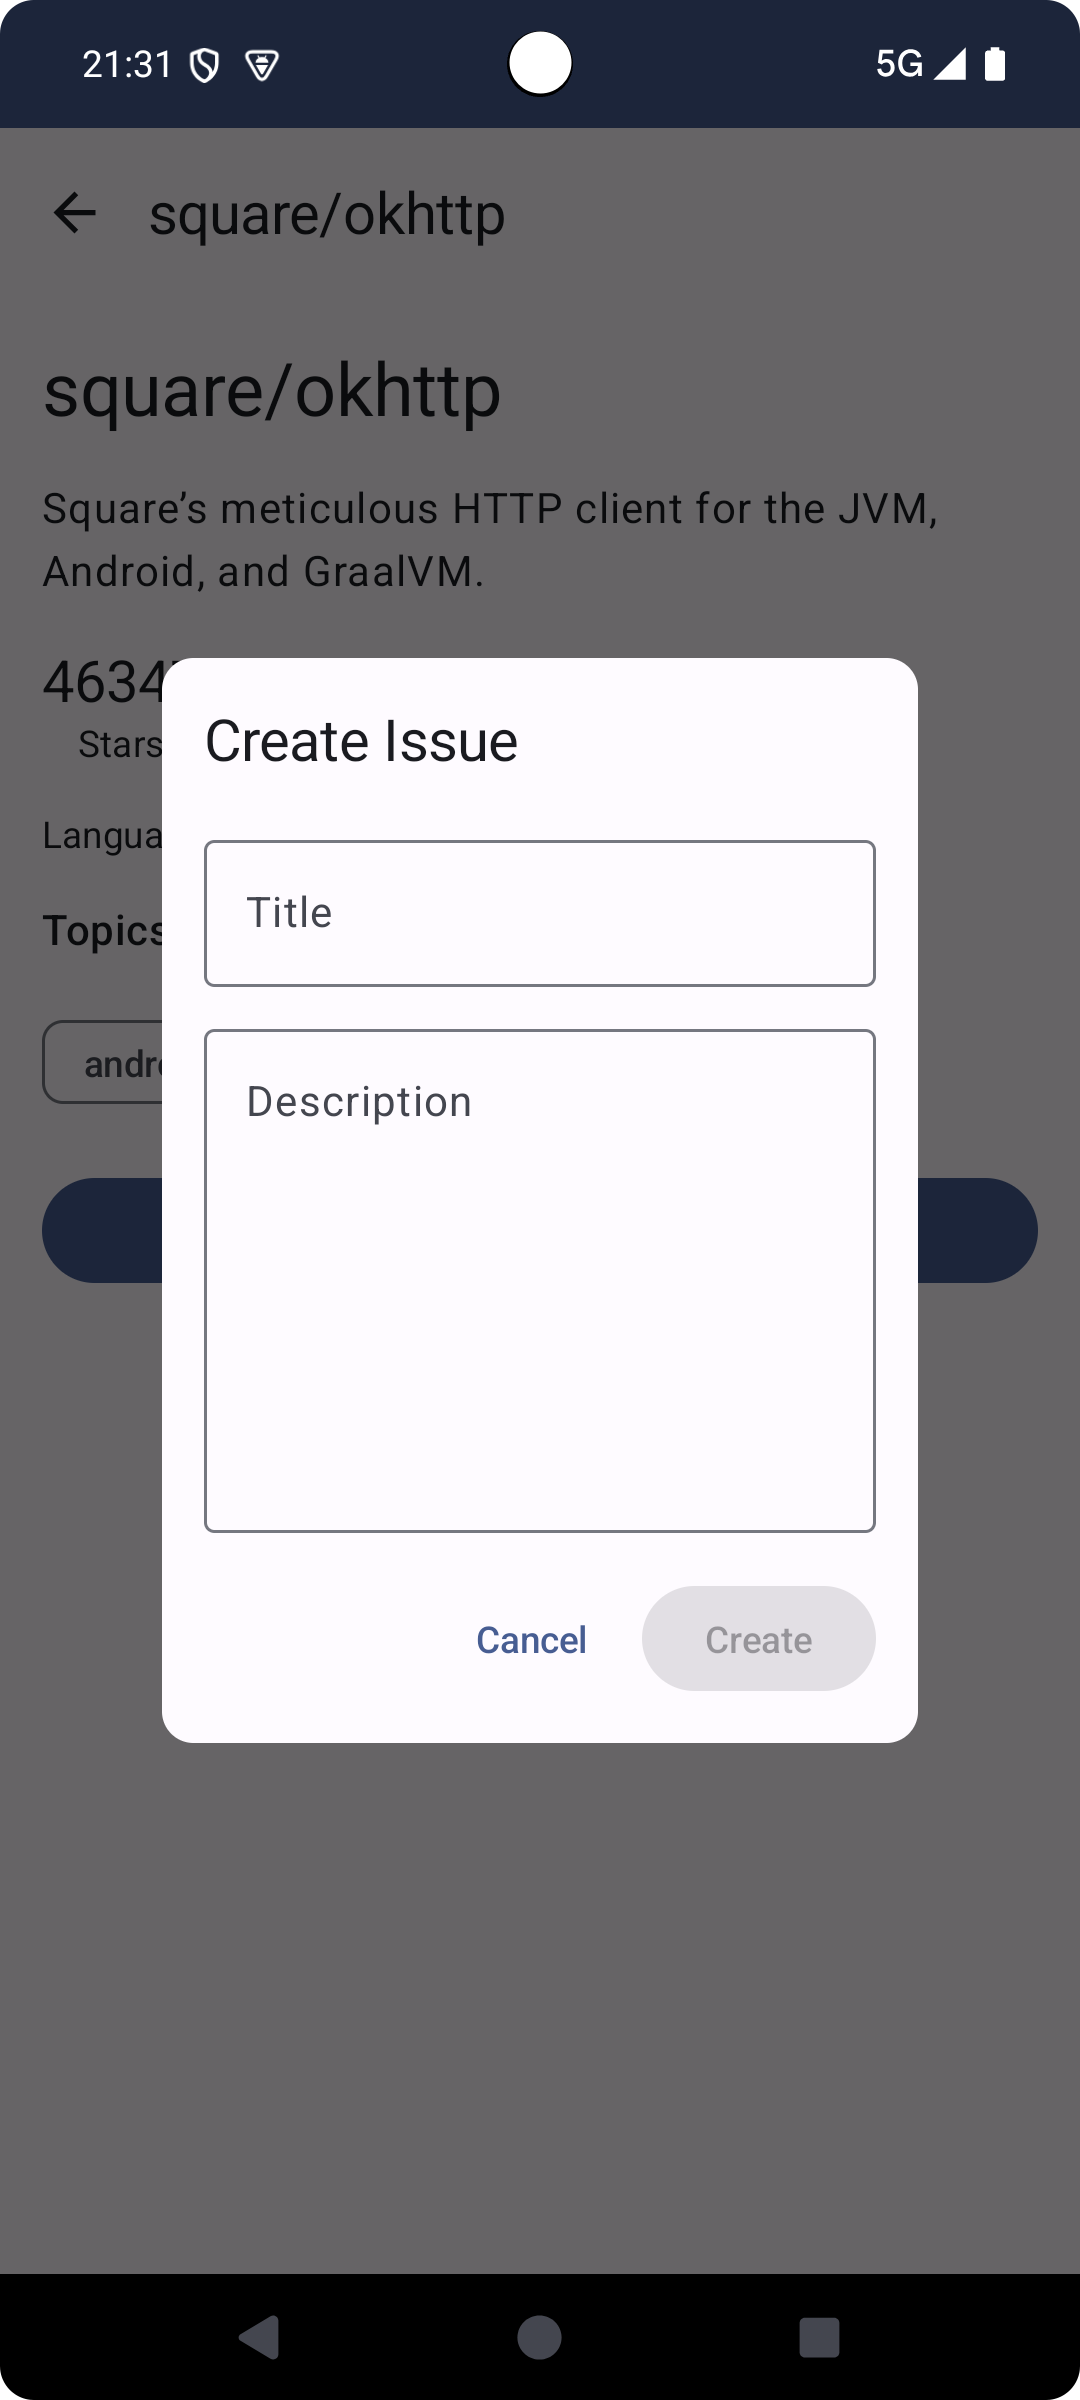 21:31
5G
square/okhttp
square/okhttp
Square’s meticulous HTTP client for the JVM,
Android, and GraalVM.
4634
Stars
Langua
Topics
andro
Create Issue
Title
Description
Cancel
Create